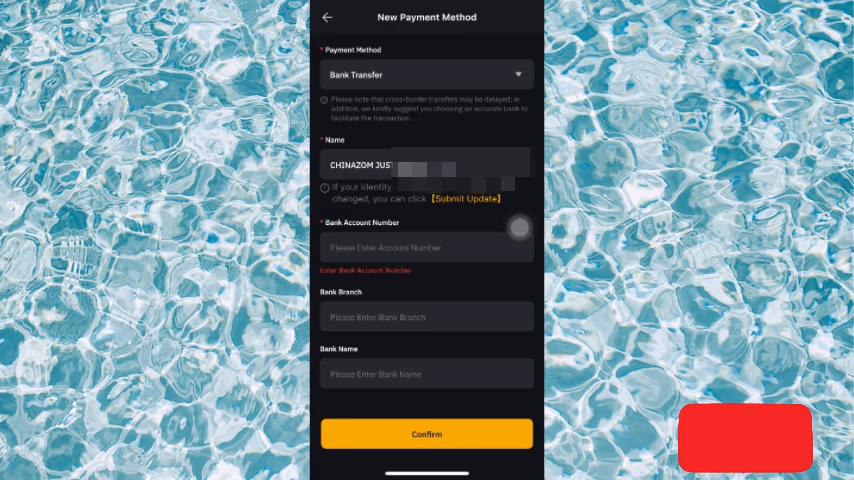 New Payment Method
* Payment Method
Bank Transfer
Please note that cross-border transfers may be delayed; in
addition, we kindly suggest you choosing an accurate bank to
facilitate the transaction.
* Name
CHINAZOM
If your identity
changed, you can click 【Submit Update】
* Bank Account Number
Please Enter Account Number
Enter Bank Account Number
Bank Branch
Please Enter Bank Branch
Bank Name
Please Enter Bank Name
Confirm